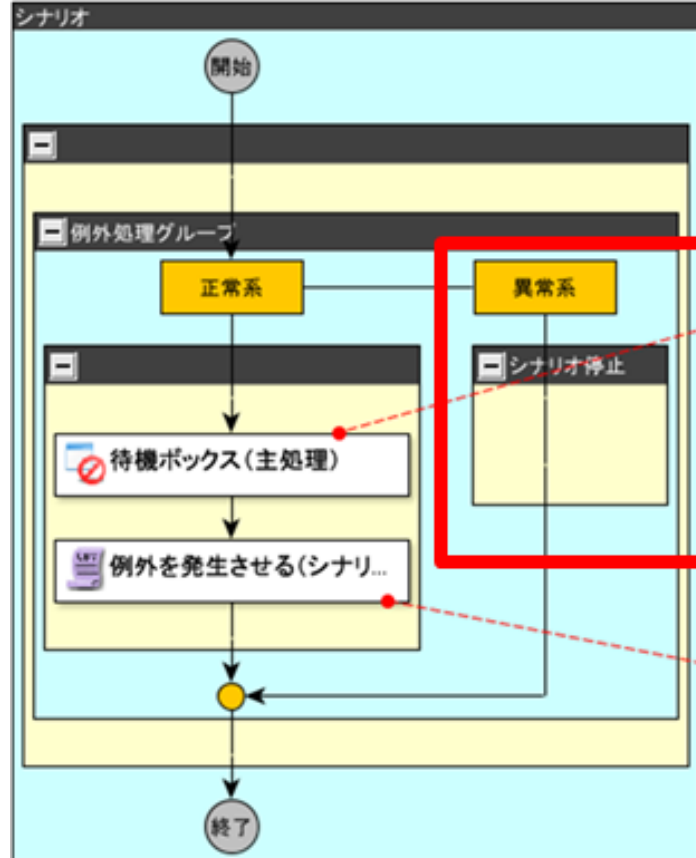 シナリオ
開始
例外処理グループ
正常系
異常系
シナリオ停止
待機ボックス(主処理)
例外を発生させる(シナリ...
終了